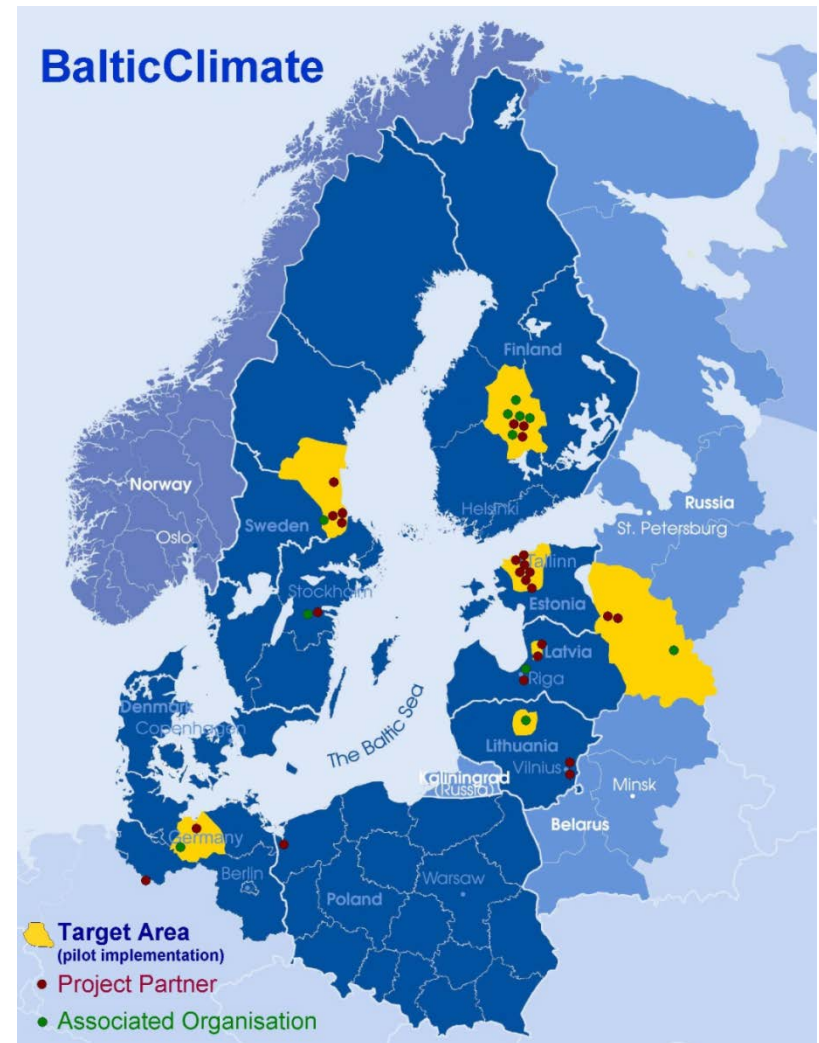 BalticClimate
Finland
Norway
Oslo
Sweden
Helsinki
Russia
St. Petersburg
Stockholm
Tallinn
Estonia
Latvia
Riga
Denmark
Copenhagen
The Baltic Sea
Lithuania
Vilnius
Kaliningrad
(Russia)
Minsk
Belarus
Germany
Berlin
Poland
Warsaw
Target Area
(pilot implementation)
Project Partner
Associated Organisation